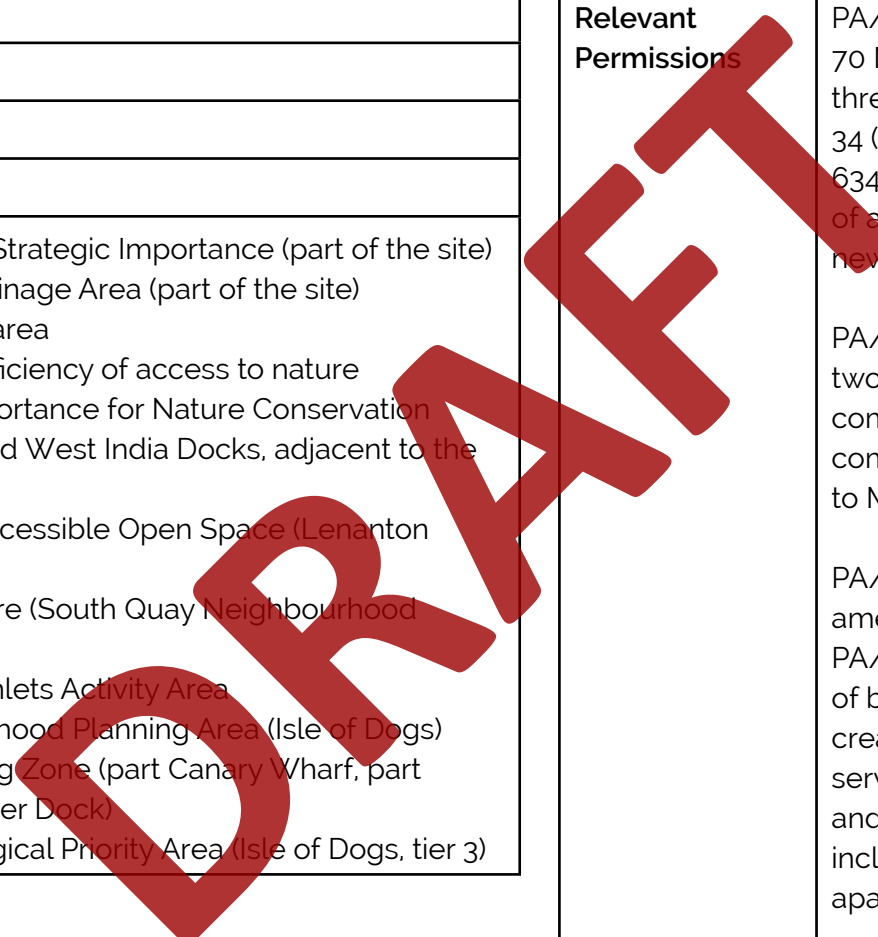 Strategic Importance (part of the site)
inage Area (part of the site)
area
ficiency of access to nature
ortance for Nature Conservation
d West India Docks, adjacent to the
cessible Open Space (Lenanton
re (South Quay Neighbourhood
nlets Activity Area
hood Planning Area (Isle of Dogs)
g Zone (part Canary Wharf, part
er Dock)
gical Priority Area (Isle of Dogs, tier 3)
Relevant
Permissions
PA/
70
thre
34 (
634
of a
new
PA/
two
con
con
to
PA/
ame
PA/
of b
crea
serv
and
incl
apa
DRAFT